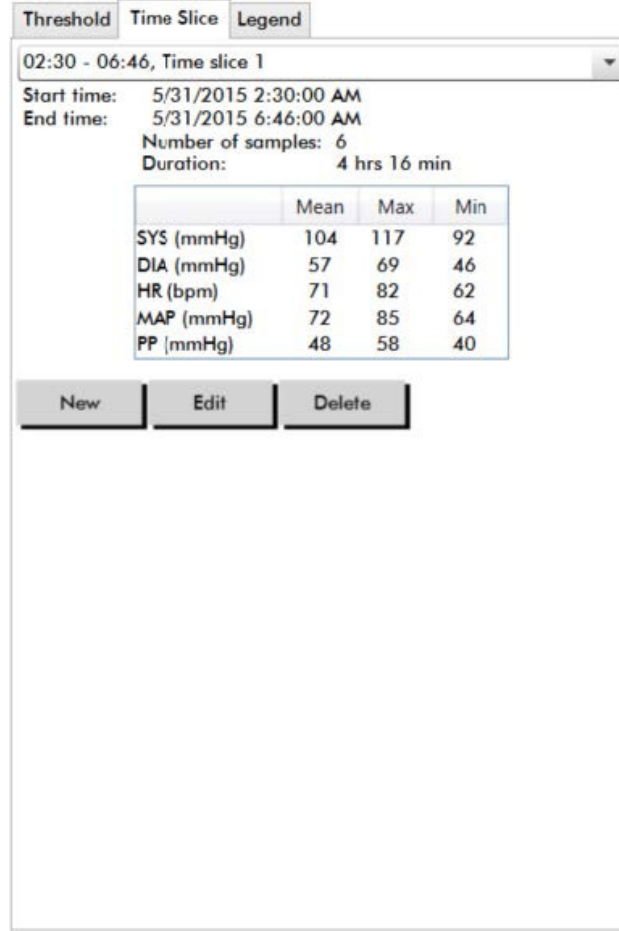 Threshold Time Slice Legend
02:30 - 06:46, Time slice 1
Start time: 5/31/2015 2:30:00 AM
End time: 5/31/2015 6:46:00 AM
Number of samples: 6
Duration: 4 hrs 16 min
Mean Max Min
SYS (mmHg) 104 117 92
DIA (mmHg) 57 69 46
HR (bpm) 71 82 62
MAP (mmHg) 72 85 64
PP (mmHg) 48 58 40
New Edit Delete